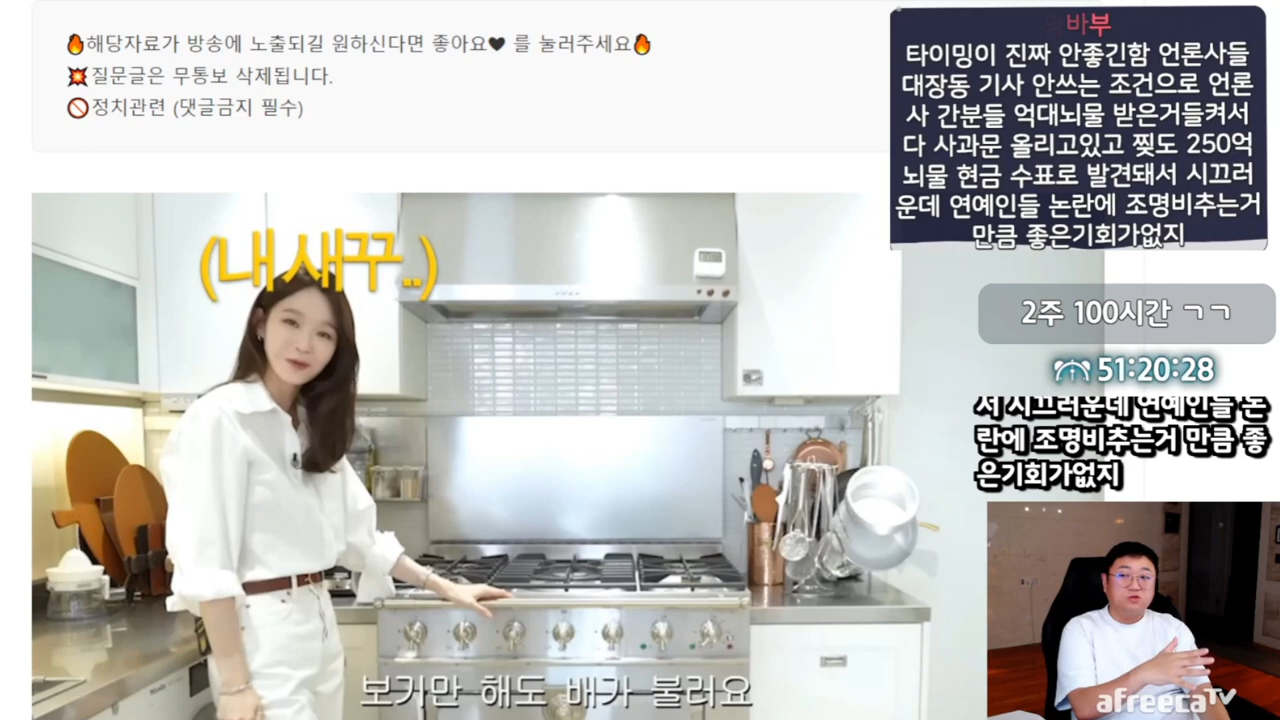 🔥해당자료가 방송에 노출되길 원하신다면 좋아요🖤 를 눌러주세요🔥
💥질문글은 무통보 삭제됩니다.
🚫정치관련 (댓글금지 필수)
(내새꾸..)
보기만 해도 배가 불러요
바부
타이밍이 진짜 안좋긴함 언론사들
대장동 기사 안쓰는 조건으로 언론
사 간분들 억대뇌물 받은거들켜서
다 사과문 올리고있고 찢도 250억
뇌물 현금 수표로 발견돼서 시끄러
운데 연예인들 논란에 조명비추는거
만큼 좋은기회가없지
2주 100시간 ㄱㄱ
51:20:28
서 시끄러운데 연예인들 논
란에 조명비추는거 만큼 좋
은기회가없지
afreecaTV